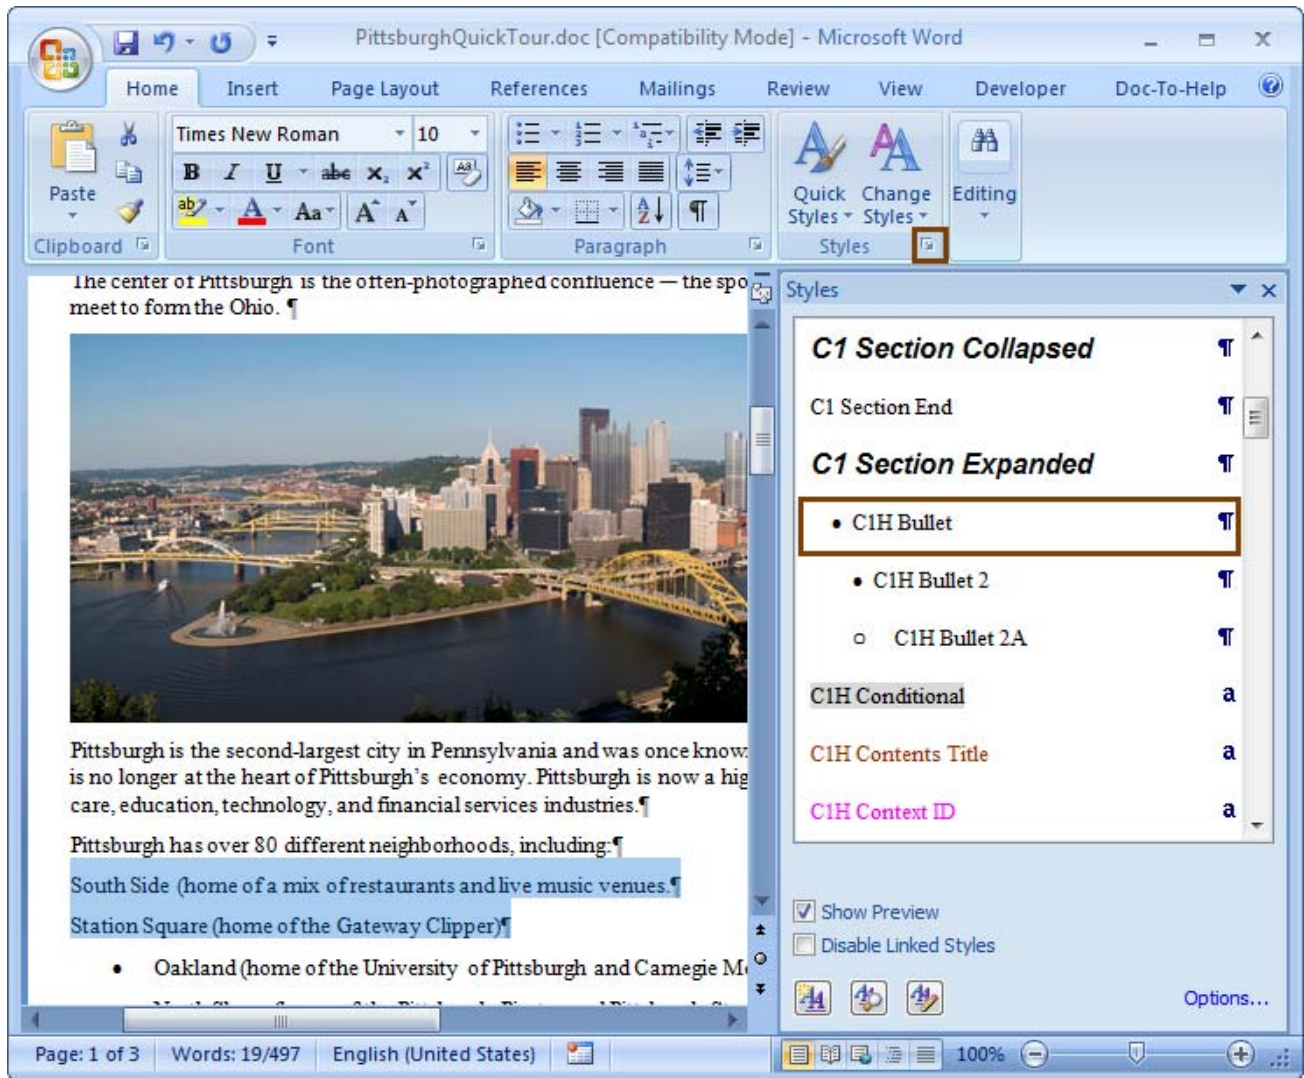 PittsburghQuickTour.doc [Compatibility Mode] - Microsoft Word
Home Insert Page Layout References Mailings Review View Developer Doc-To-Help
Times New Roman 10
Paste
B I U abe x₂ x² Aa
ab A Aa A A
Quick Styles
Change Styles
Editing
Clipboard Font Paragraph Styles
The center of Pittsburgh is the often-photographed confluence — the spo
meet to form the Ohio. ¶
Pittsburgh is the second-largest city in Pennsylvania and was once know
is no longer at the heart of Pittsburgh's economy. Pittsburgh is now a hig
care, education, technology, and financial services industries.¶
Pittsburgh has over 80 different neighborhoods, including:¶
South Side (home of a mix of restaurants and live music venues.¶
Station Square (home of the Gateway Clipper)¶
• Oakland (home of the University of Pittsburgh and Carnegie Me
Styles
C1 Section Collapsed ¶
C1 Section End ¶
C1 Section Expanded ¶
• C1H Bullet ¶
• C1H Bullet 2 ¶
○ C1H Bullet 2A ¶
C1H Conditional a
C1H Contents Title a
C1H Context ID a
Show Preview
Disable Linked Styles
Options...
Page: 1 of 3 Words: 19/497 English (United States) 100%